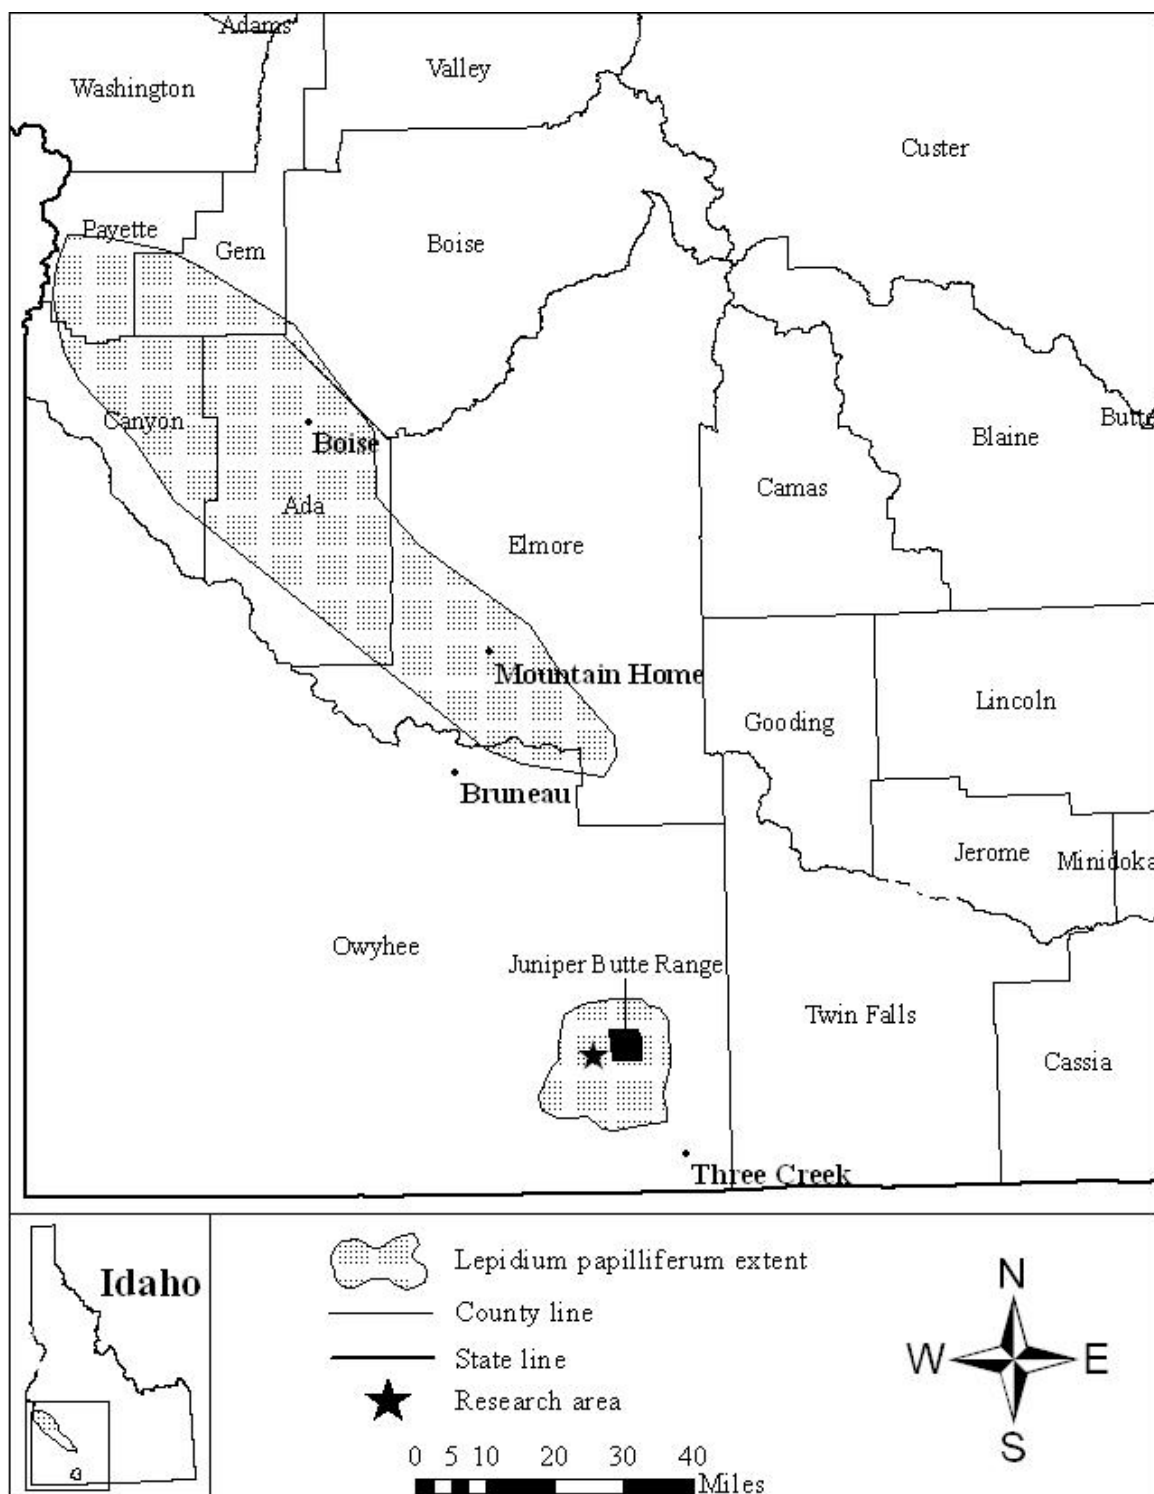 Adams
Washington
Valley
Custer
Payette
Gem
Boise
Canyon
Boise
Butte
Blaine
Camas
Ada
Elmore
Mountain Home
Lincoln
Gooding
Bruneau
Jerome
Minidoka
Owyhee
Juniper Butte Range
Twin Falls
Cassia
Three Creek
Idaho
Lepidium papilliferum extent
County line
State line
Research area
0 5 10 20 30 40
Miles
N
W E
S